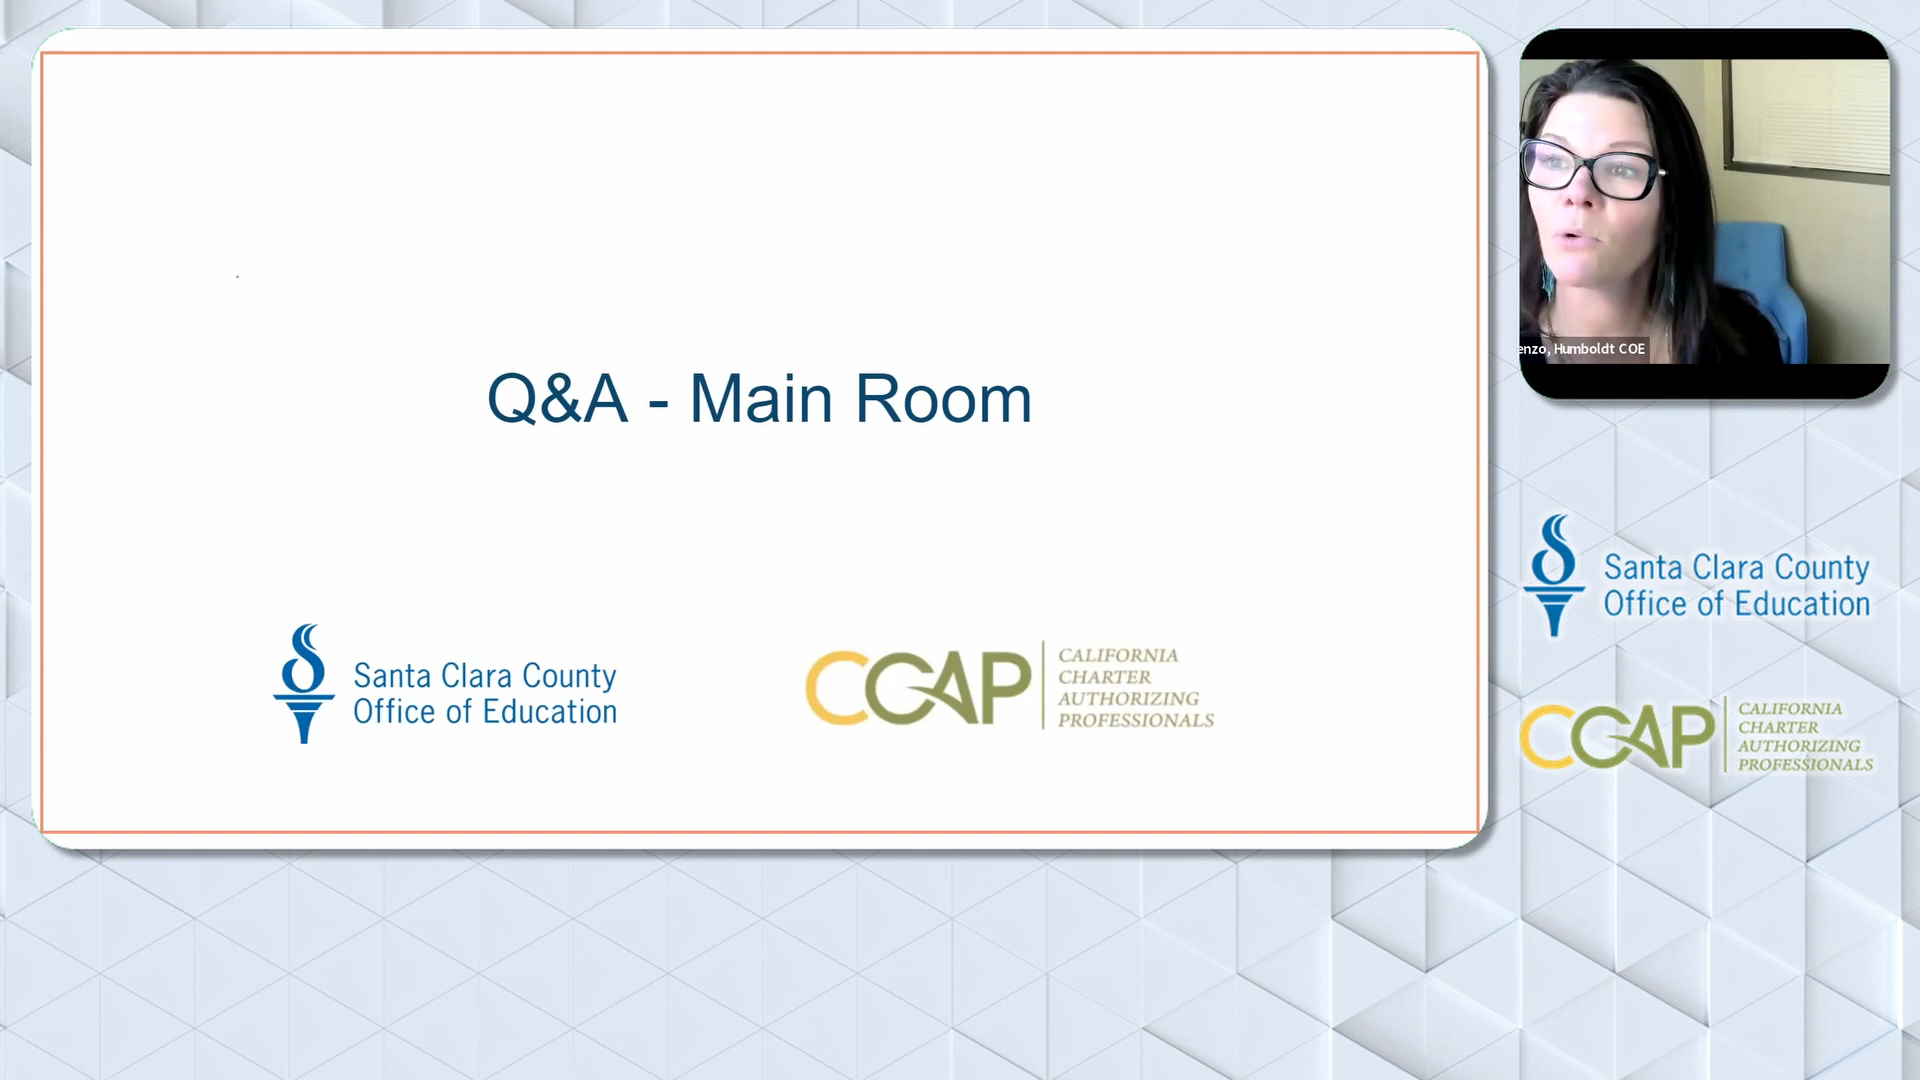 Q&A - Main Room
Santa Clara County
Office of Education
CCAP
CALIFORNIA
CHARTER
AUTHORIZING
PROFESSIONALS
enzo, Humboldt COE
Santa Clara County
Office of Education
CCAP
CALIFORNIA
CHARTER
AUTHORIZING
PROFESSIONALS